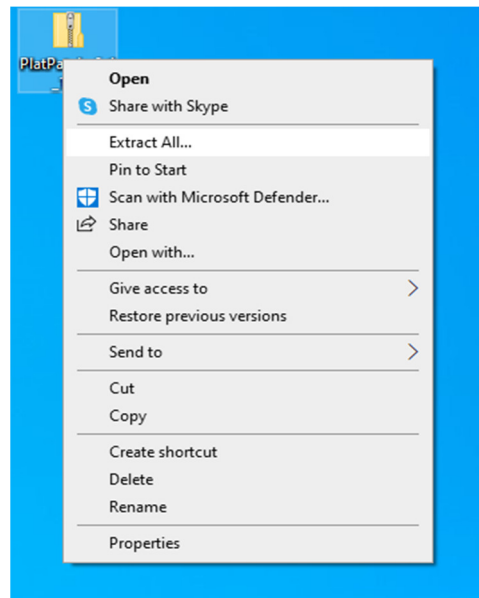 Open
Share with Skype
Extract All...
Pin to Start
Scan with Microsoft Defender...
Share
Open with...
Give access to
Restore previous versions
Send to
Cut
Copy
Create shortcut
Delete
Rename
Properties